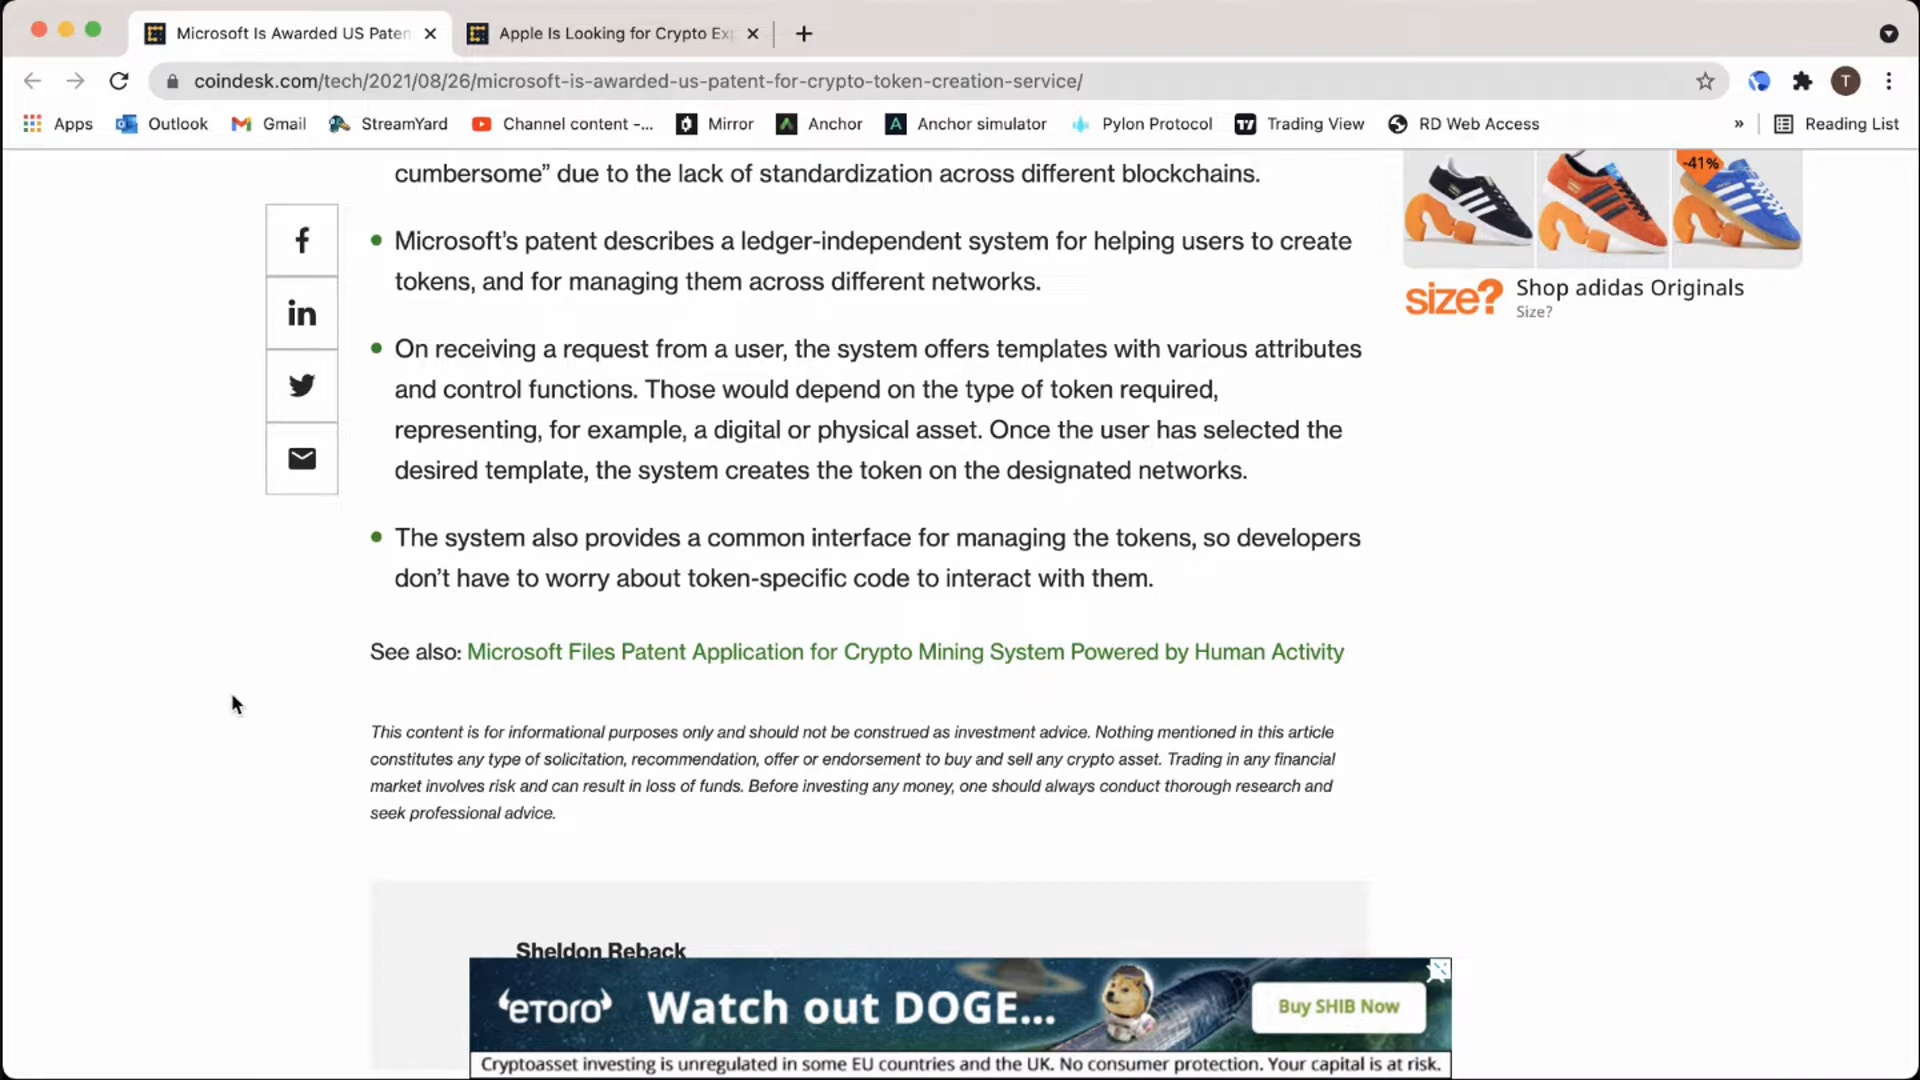 Microsoft Is Awarded US Paten
Apple Is Looking for Crypto Exp
coindesk.com/tech/2021/08/26/microsoft-is-awarded-us-patent-for-crypto-token-creation-service/
T
Apps
Outlook
Gmail
StreamYard
Channel content -...
Mirror
Anchor
Anchor simulator
Pylon Protocol
Trading View
RD Web Access
»
Reading List
cumbersome” due to the lack of standardization across different blockchains.
Microsoft’s patent describes a ledger-independent system for helping users to create
tokens, and for managing them across different networks.
On receiving a request from a user, the system offers templates with various attributes
and control functions. Those would depend on the type of token required,
representing, for example, a digital or physical asset. Once the user has selected the
desired template, the system creates the token on the designated networks.
The system also provides a common interface for managing the tokens, so developers
don’t have to worry about token-specific code to interact with them.
See also: Microsoft Files Patent Application for Crypto Mining System Powered by Human Activity
This content is for informational purposes only and should not be construed as investment advice. Nothing mentioned in this article
constitutes any type of solicitation, recommendation, offer or endorsement to buy and sell any crypto asset. Trading in any financial
market involves risk and can result in loss of funds. Before investing any money, one should always conduct thorough research and
seek professional advice.
Sheldon Reback
-41%
size?
Shop adidas Originals
Size?
eTORO
Watch out DOGE...
Buy SHIB Now
Cryptoasset investing is unregulated in some EU countries and the UK. No consumer protection. Your capital is at risk.